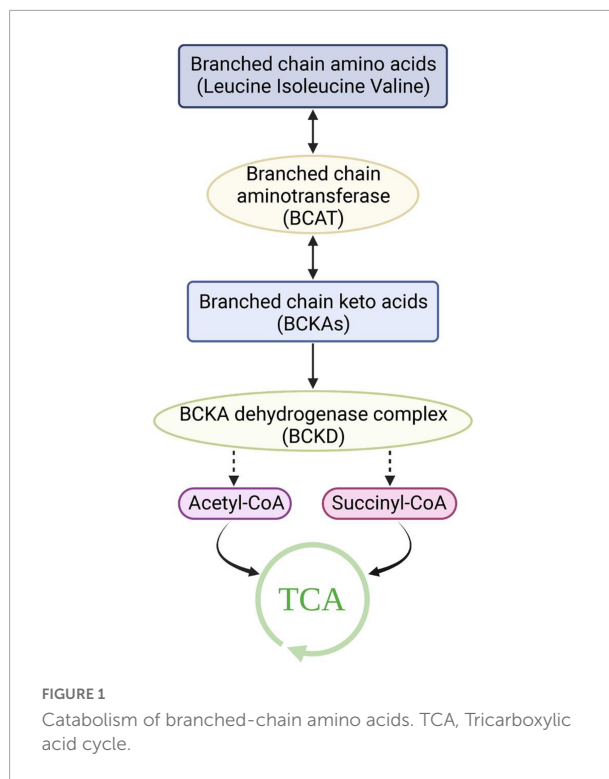 Branched chain amino acids
(Leucine Isoleucine Valine)
Branched chain
aminotransferase
(BCAT)
Branched chain keto acids
(BCKAs)
BCKA dehydrogenase complex
(BCKD)
Acetyl-CoA
Succinyl-CoA
TCA
FIGURE 1
Catabolism of branched-chain amino acids. TCA, Tricarboxylic
acid cycle.